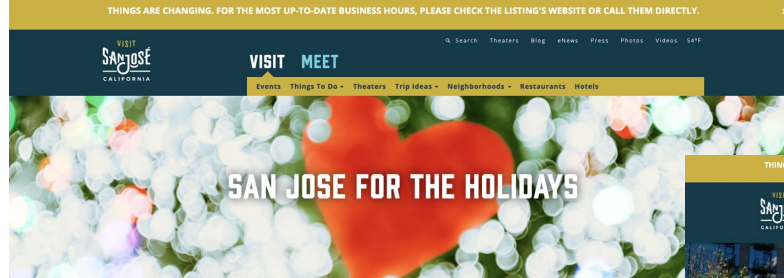 THINGS ARE CHANGING. FOR THE MOST UP-TO-DATE BUSINESS HOURS, PLEASE CHECK THE LISTING'S WEBSITE OR CALL THEM DIRECTLY.
Search Theaters Blog eNews Press Photos Videos 54°F
VISIT
SAN JOSÉ
CALIFORNIA
VISIT MEET
Events Things To Do Theaters Trip Ideas Neighborhoods Restaurants Hotels
SAN JOSE FOR THE HOLIDAYS